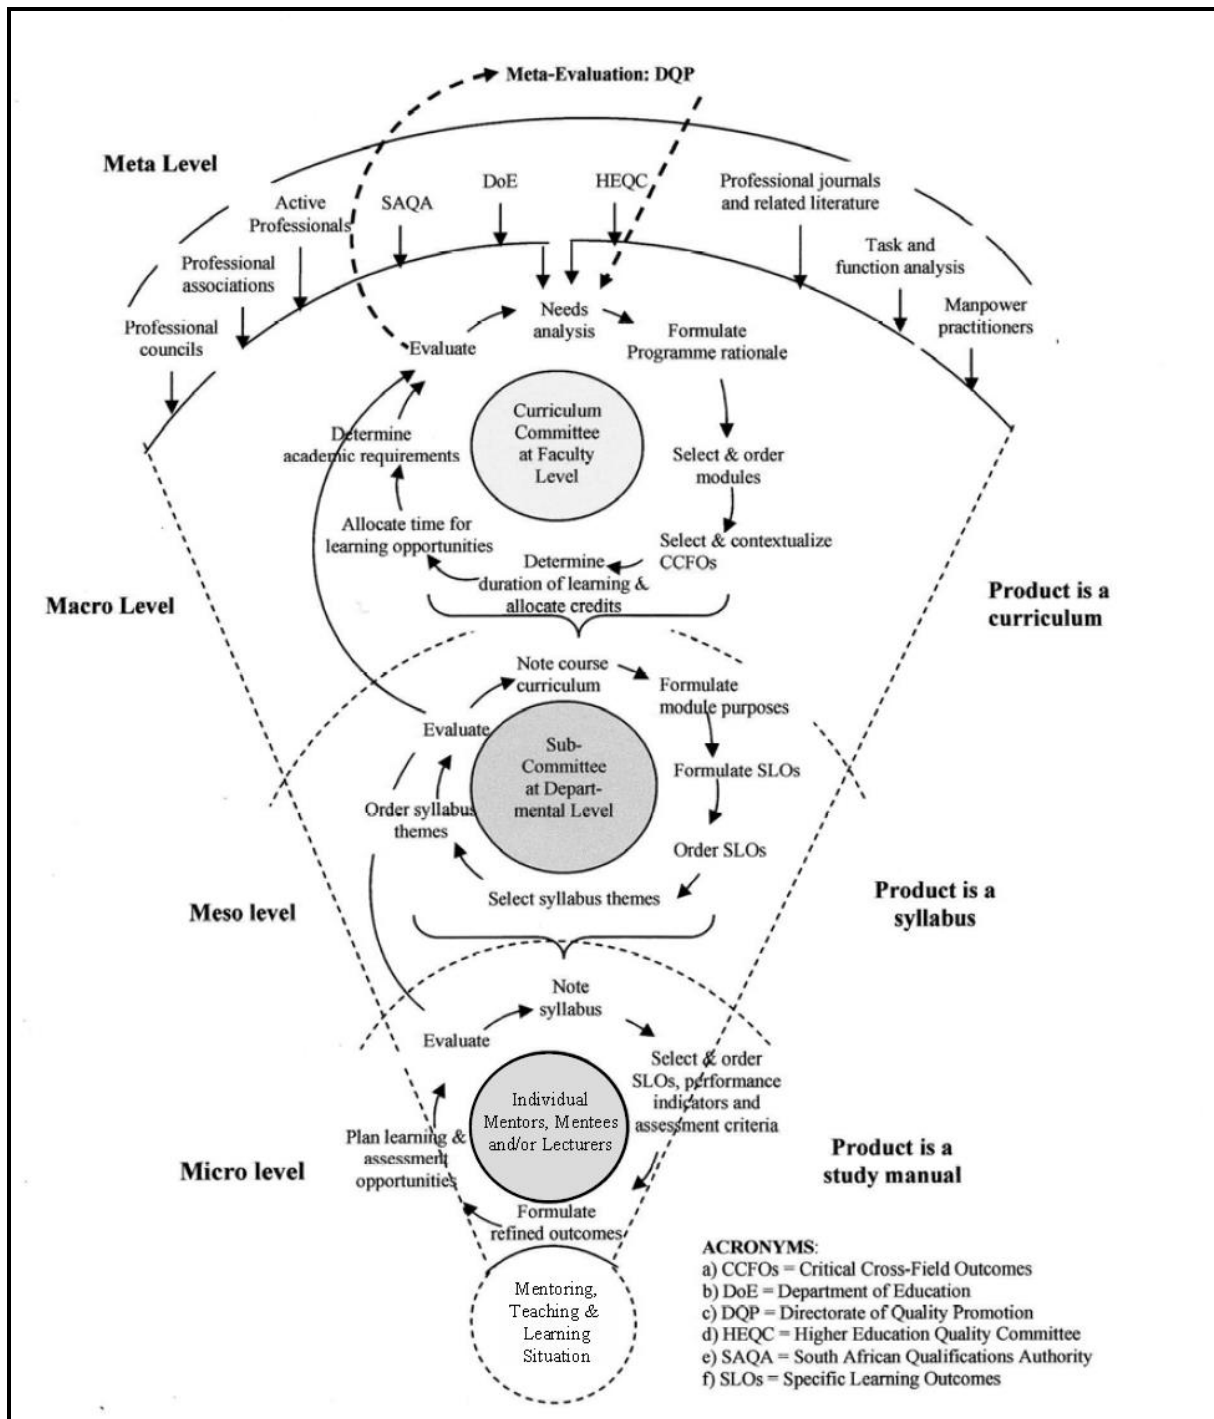 Meta-Evaluation: DQP
Meta Level
DoE
HEQC
Professional journals
and related literature
Active
Professionals
SAQA
Task and
function analysis
Professional
associations
Manpower
practitioners
Professional
councils
Needs
analysis
Formulate
Programme rationale
Evaluate
Curriculum
Committee
at Faculty
Level
Determine
academic requirements
Select & order
modules
Allocate time for
learning opportunities
Select & contextualize
CCFOs
Determine
duration of learning &
allocate credits
Macro Level
Product is a
curriculum
Note course
curriculum
Formulate
module purposes
Evaluate
Sub-
Committee
at Depart-
mental Level
Formulate SLOs
Order syllabus
themes
Order SLOs
Select syllabus themes
Meso level
Product is a
syllabus
Note
syllabus
Evaluate
Select & order
SLOs, performance
indicators and
assessment criteria
Individual
Mentors, Mentees
and/or Lecturers
Plan learning &
assessment
opportunities
Micro level
Product is a
study manual
Formulate
refined outcomes
Mentoring,
Teaching &
Learning
Situation
ACRONYMS:
a) CCFOs = Critical Cross-Field Outcomes
b) DoE = Department of Education
c) DQP = Directorate of Quality Promotion
d) HEQC = Higher Education Quality Committee
e) SAQA = South African Qualifications Authority
f) SLOs = Specific Learning Outcomes